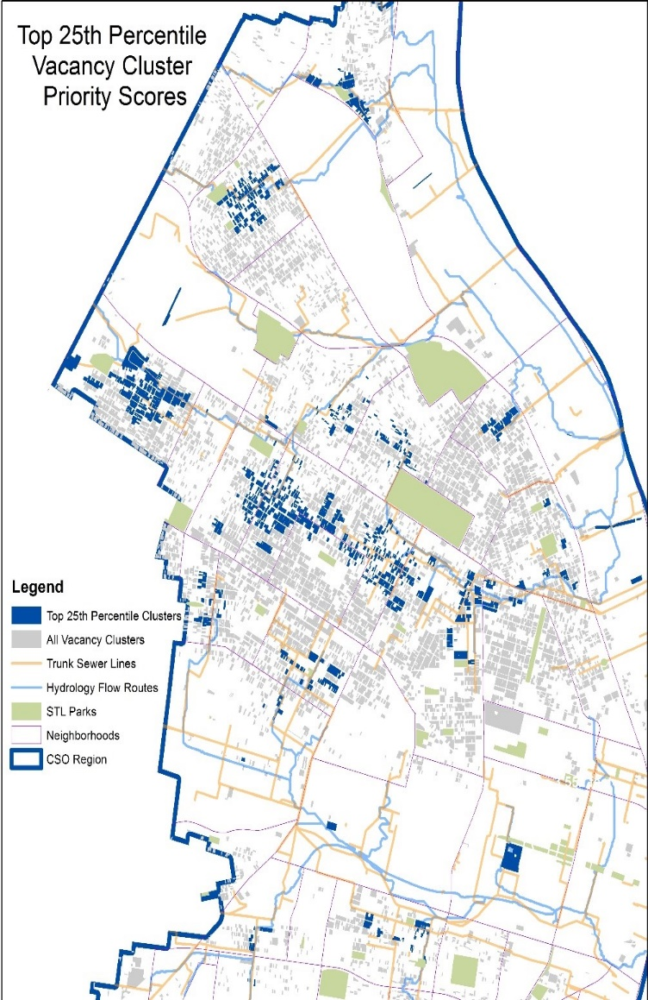 Top 25th Percentile
Vacancy Cluster
Priority Scores
Legend
Top 25th Percentile Clusters
All Vacancy Clusters
Trunk Sewer Lines
Hydrology Flow Routes
STL Parks
Neighborhoods
CSO Region